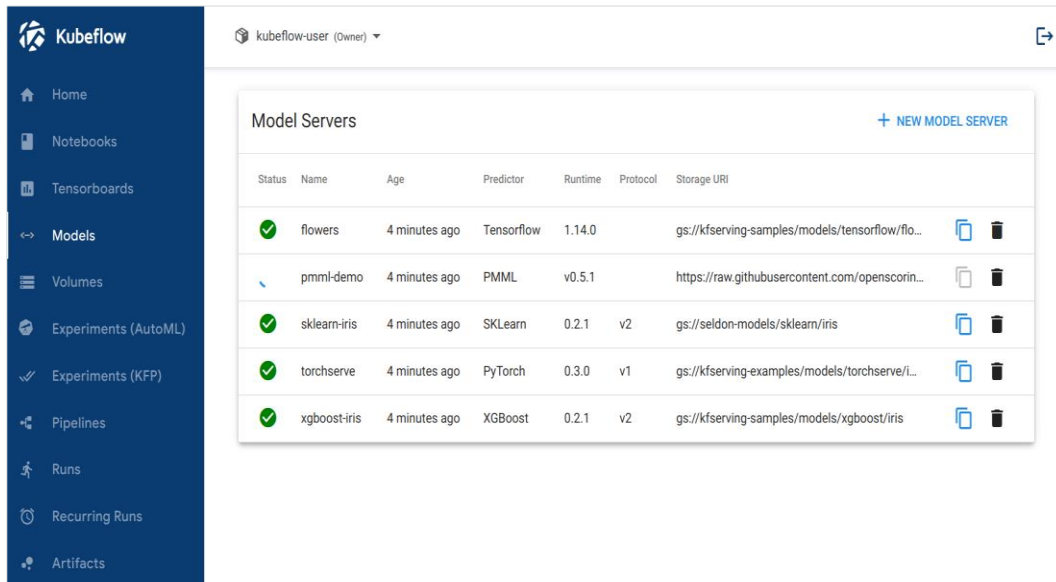 Kubeflow
kubeflow-user (Owner)
Home
Notebooks
Tensorboards
Models
Volumes
Experiments (AutoML)
Experiments (KFP)
Pipelines
Runs
Recurring Runs
Artifacts
Model Servers
+ NEW MODEL SERVER
Status Name Age Predictor Runtime Protocol Storage URI
flowers 4 minutes ago Tensorflow 1.14.0 gs://kfserving-samples/models/tensorflow/flo...
pmml-demo 4 minutes ago PMML v0.5.1 https://raw.githubusercontent.com/openscorin...
sklearn-iris 4 minutes ago SKLearn 0.2.1 v2 gs://seldon-models/sklearn/iris
torchserve 4 minutes ago PyTorch 0.3.0 v1 gs://kfserving-examples/models/torchserve/i...
xgboost-iris 4 minutes ago XGBoost 0.2.1 v2 gs://kfserving-samples/models/xgboost/iris